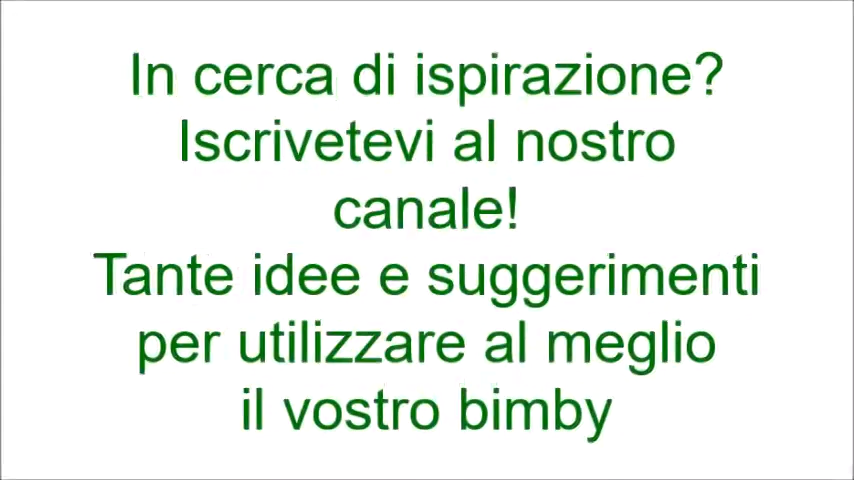 In cerca di ispirazione?
Iscrivetevi al nostro
canale!
Tante idee e suggerimenti
per utilizzare al meglio
il vostro bimby